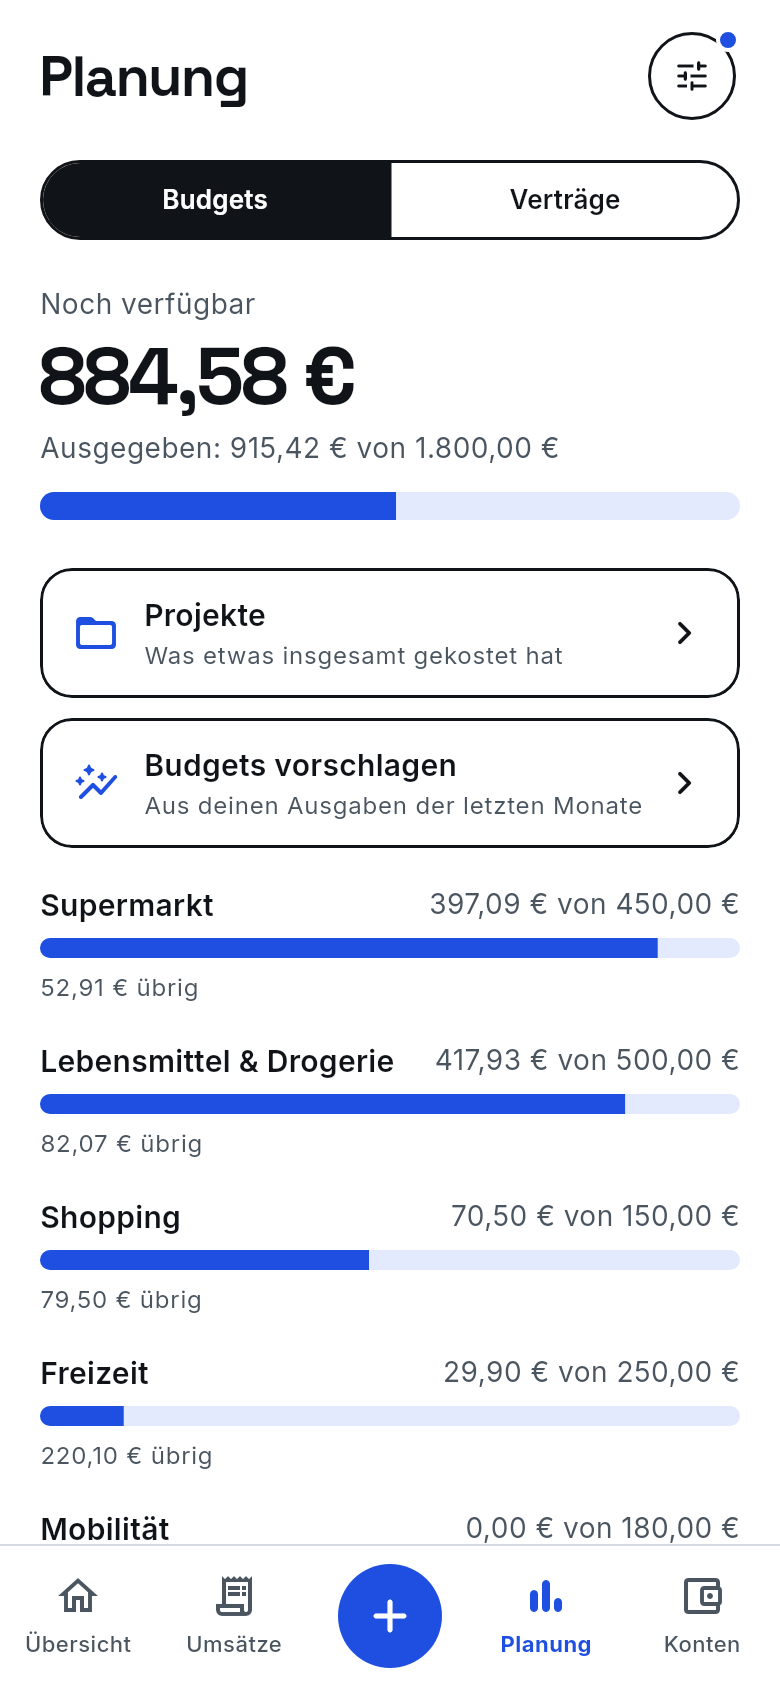 Planung
Budgets
Verträge
Noch verfügbar
884,58 €
Ausgegeben: 915,42 € von 1.800,00 €
Projekte
Was etwas insgesamt gekostet hat
Budgets vorschlagen
Aus deinen Ausgaben der letzten Monate
Supermarkt 397,09 € von 450,00 €
52,91 € übrig
Lebensmittel & Drogerie 417,93 € von 500,00 €
82,07 € übrig
Shopping 70,50 € von 150,00 €
79,50 € übrig
Freizeit 29,90 € von 250,00 €
220,10 € übrig
Mobilität 0,00 € von 180,00 €
Übersicht
Umsätze
Planung
Konten